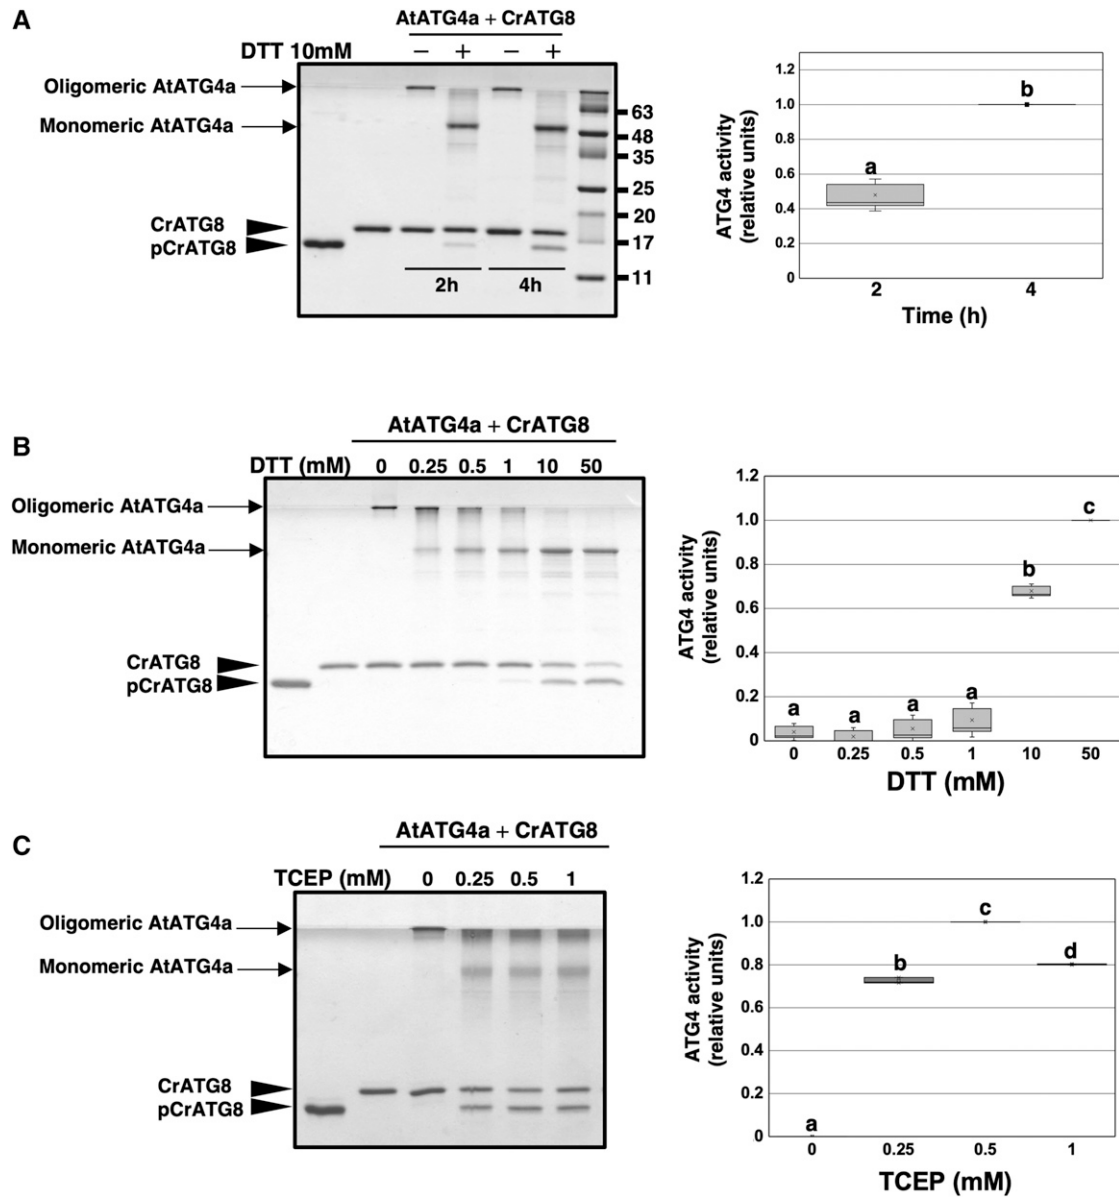 A
AtATG4a + CrATG8
DTT 10mM − + − +
Oligomeric AtATG4a
Monomeric AtATG4a
CrATG8
pCrATG8
63
48
35
25
20
17
11
2h 4h
ATG4 activity
(relative units)
1.2
1.0
0.8
0.6
0.4
0.2
0
a
b
2 4
Time (h)
B
AtATG4a + CrATG8
DTT (mM) 0 0.25 0.5 1 10 50
Oligomeric AtATG4a
Monomeric AtATG4a
CrATG8
pCrATG8
ATG4 activity
(relative units)
1.2
1.0
0.8
0.6
0.4
0.2
0
a a a a b c
0 0.25 0.5 1 10 50
DTT (mM)
C
AtATG4a + CrATG8
TCEP (mM) 0 0.25 0.5 1
Oligomeric AtATG4a
Monomeric AtATG4a
CrATG8
pCrATG8
ATG4 activity
(relative units)
1.2
1.0
0.8
0.6
0.4
0.2
0
a b c d
0 0.25 0.5 1
TCEP (mM)